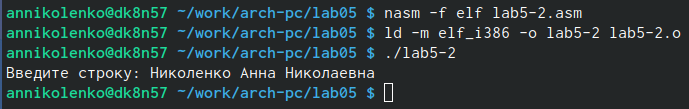 annikolenko@dk8n57 ~/work/arch-pc/lab05 $ nasm -f elf lab5-2.asm
annikolenko@dk8n57 ~/work/arch-pc/lab05 $ ld -m elf_i386 -o lab5-2 lab5-2.o
annikolenko@dk8n57 ~/work/arch-pc/lab05 $ ./lab5-2
Введите строку: Николенко Анна Николаевна
annikolenko@dk8n57 ~/work/arch-pc/lab05 $